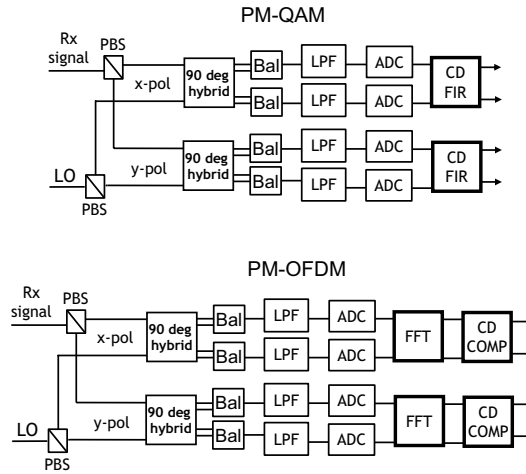 PM-QAM
Rx
signal
PBS
x-pol
90 deg
hybrid
Bal
LPF
ADC
CD
FIR
Bal
LPF
ADC
LO
PBS
y-pol
90 deg
hybrid
Bal
LPF
ADC
CD
FIR
Bal
LPF
ADC
PM-OFDM
Rx
signal
PBS
x-pol
90 deg
hybrid
Bal
LPF
ADC
FFT
CD
COMP
Bal
LPF
ADC
LO
PBS
y-pol
90 deg
hybrid
Bal
LPF
ADC
FFT
CD
COMP
Bal
LPF
ADC